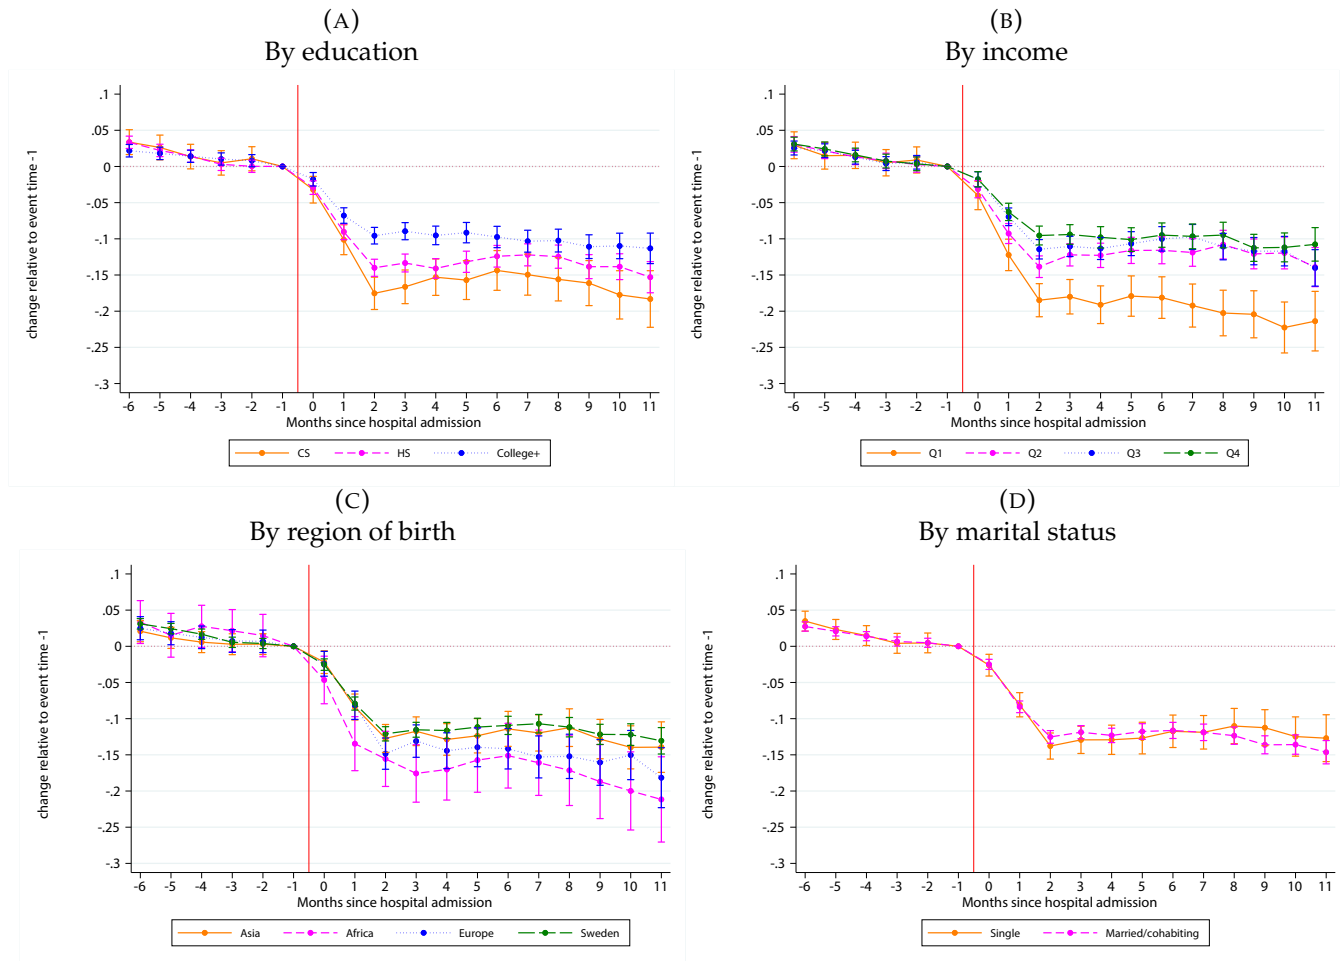 (A)
By education
change relative to event time -1
.1
.05
0
-.05
-.1
-.15
-.2
-.25
-.3
-6 -5 -4 -3 -2 -1 0 1 2 3 4 5 6 7 8 9 10 11
Months since hospital admission
CS HS College+
(B)
By income
change relative to event time -1
.1
.05
0
-.05
-.1
-.15
-.2
-.25
-.3
-6 -5 -4 -3 -2 -1 0 1 2 3 4 5 6 7 8 9 10 11
Months since hospital admission
Q1 Q2 Q3 Q4
(C)
By region of birth
change relative to event time -1
.1
.05
0
-.05
-.1
-.15
-.2
-.25
-.3
-6 -5 -4 -3 -2 -1 0 1 2 3 4 5 6 7 8 9 10 11
Months since hospital admission
Asia Africa Europe Sweden
(D)
By marital status
change relative to event time -1
.1
.05
0
-.05
-.1
-.15
-.2
-.25
-.3
-6 -5 -4 -3 -2 -1 0 1 2 3 4 5 6 7 8 9 10 11
Months since hospital admission
Single Married/cohabiting